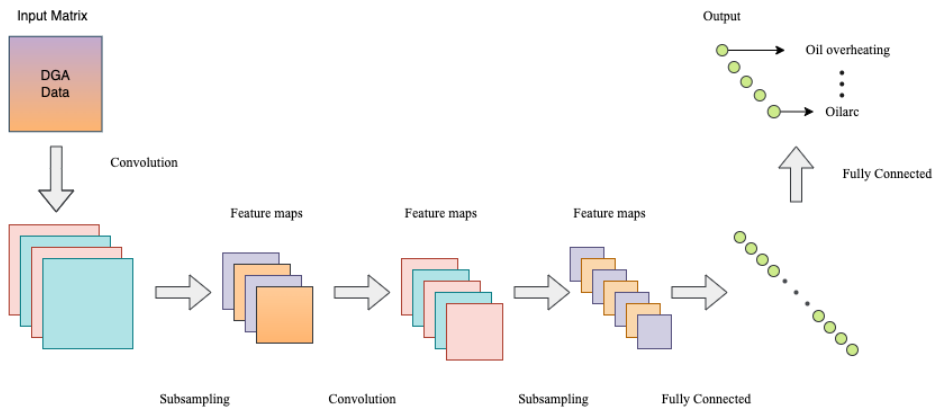 Input Matrix
Output
DGA
Data
Oil overheating
Oilarc
Convolution
Fully Connected
Feature maps
Feature maps
Feature maps
Subsampling
Convolution
Subsampling
Fully Connected